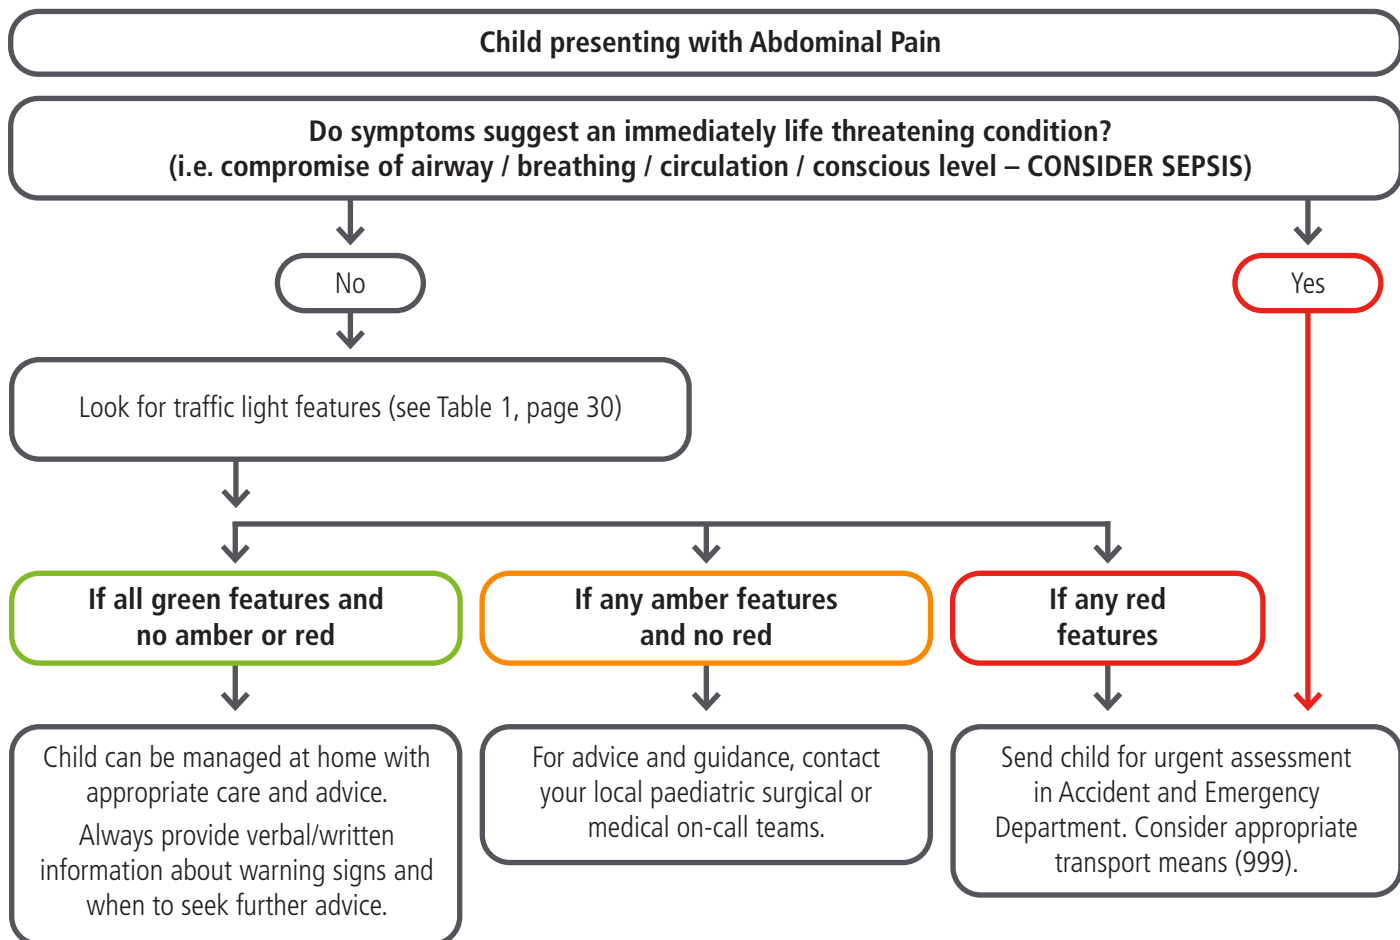 Child presenting with Abdominal Pain
Do symptoms suggest an immediately life threatening condition?
(i.e. compromise of airway / breathing / circulation / conscious level – CONSIDER SEPSIS)
No
Yes
Look for traffic light features (see Table 1, page 30)
If all green features and
no amber or red
If any amber features
and no red
If any red
features
Child can be managed at home with
appropriate care and advice.
Always provide verbal/written
information about warning signs and
when to seek further advice.
For advice and guidance, contact
your local paediatric surgical or
medical on-call teams.
Send child for urgent assessment
in Accident and Emergency
Department. Consider appropriate
transport means (999).